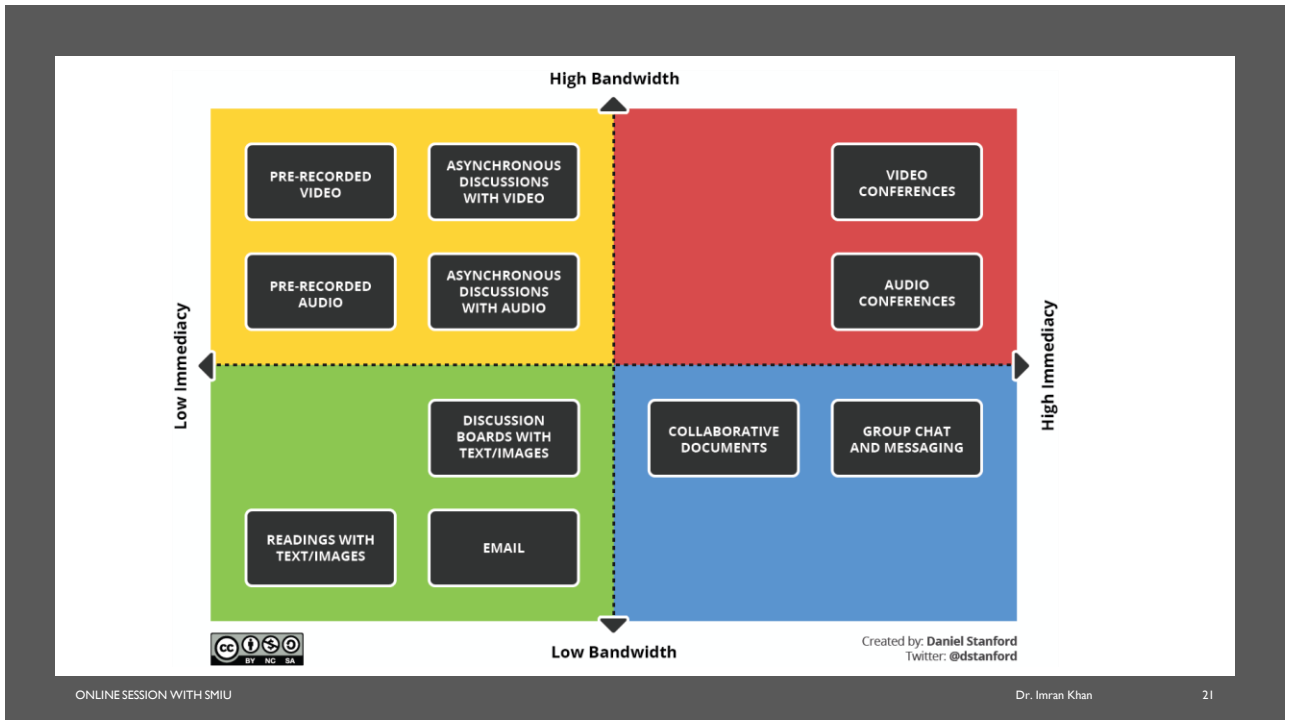 High Bandwidth
PRE-RECORDED
VIDEO
ASYNCHRONOUS
DISCUSSIONS
WITH VIDEO
VIDEO
CONFERENCES
PRE-RECORDED
AUDIO
ASYNCHRONOUS
DISCUSSIONS
WITH AUDIO
AUDIO
CONFERENCES
Low Immediacy
High Immediacy
DISCUSSION
BOARDS WITH
TEXT/IMAGES
COLLABORATIVE
DOCUMENTS
GROUP CHAT
AND MESSAGING
READINGS WITH
TEXT/IMAGES
EMAIL
Low Bandwidth
cc
BY NC SA
Created by: Daniel Stanford
Twitter: @dstanford
ONLINE SESSION WITH SMIU
Dr. Imran Khan
21